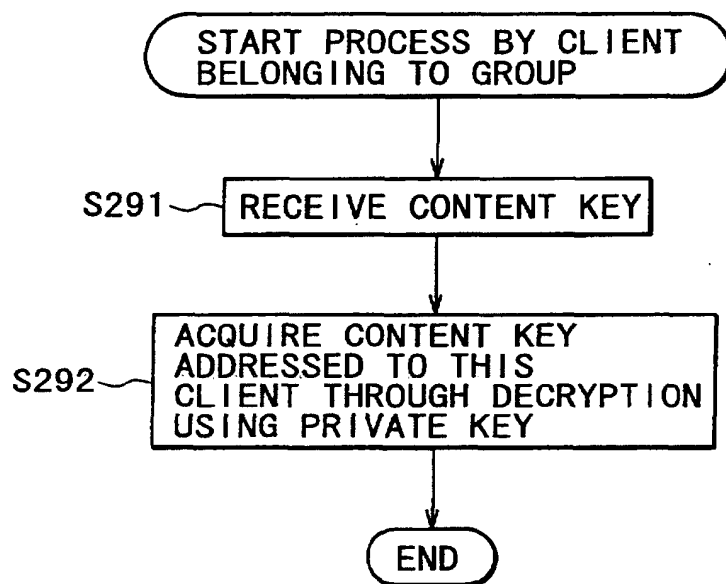 START PROCESS BY CLIENT
BELONGING TO GROUP
S291
RECEIVE CONTENT KEY
S292
ACQUIRE CONTENT KEY
ADDRESSED TO THIS
CLIENT THROUGH DECRYPTION
USING PRIVATE KEY
END